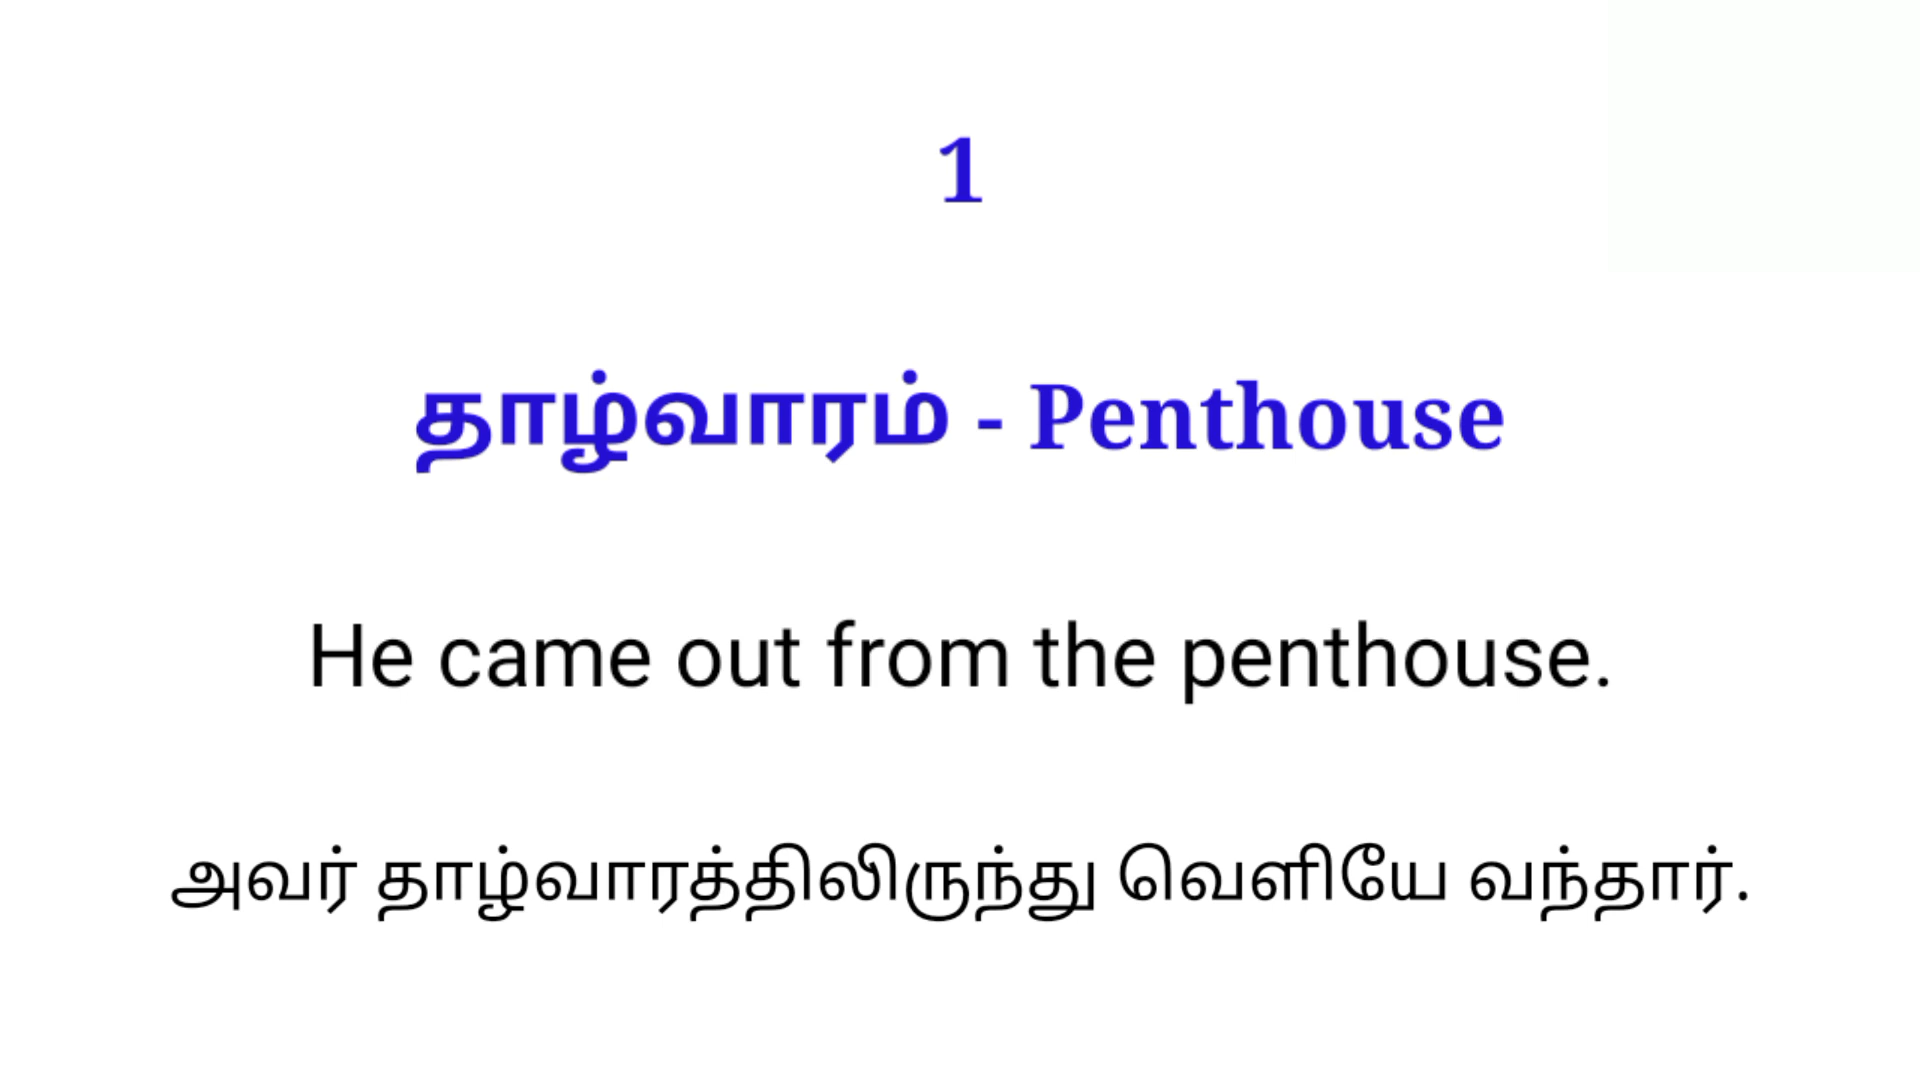 1
தாழ்வாரம் - Penthouse
He came out from the penthouse.
அவர் தாழ்வாரத்திலிருந்து வெளியே வந்தார்.